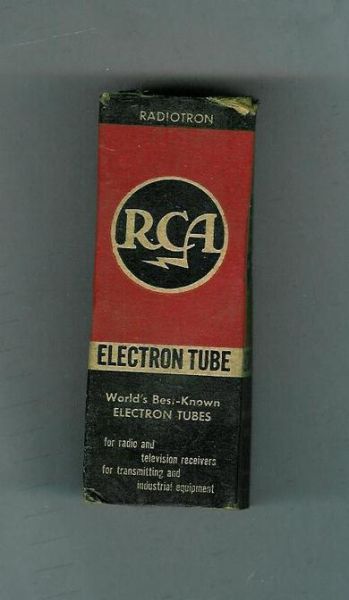 RADIOTRON
RCA
ELECTRON TUBE
World's Best-Known
ELECTRON TUBES
for radio and
television receivers
for transmitting and
industrial equipment